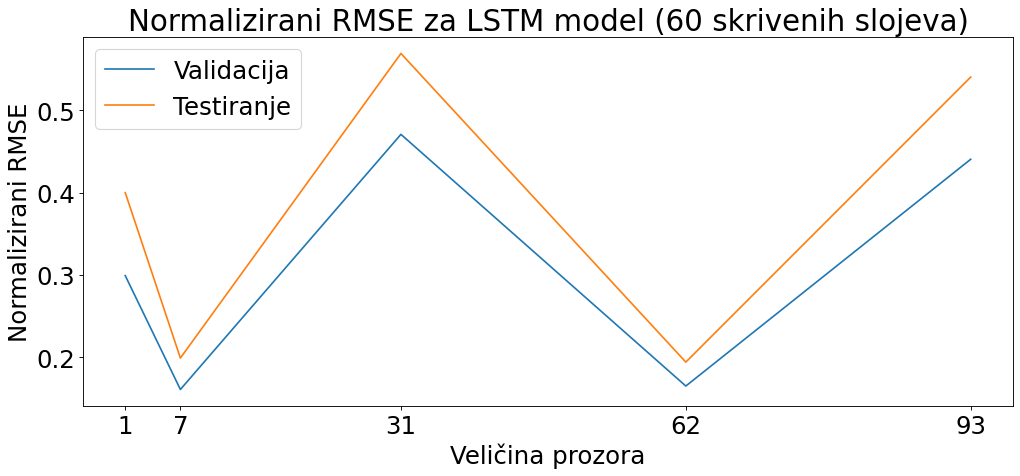 Normalizirani RMSE za LSTM model (60 skrivenih slojeva)
Validacija
Testiranje
Normalizirani RMSE
0.5
0.4
0.3
0.2
1 7 31 62 93
Veličina prozora